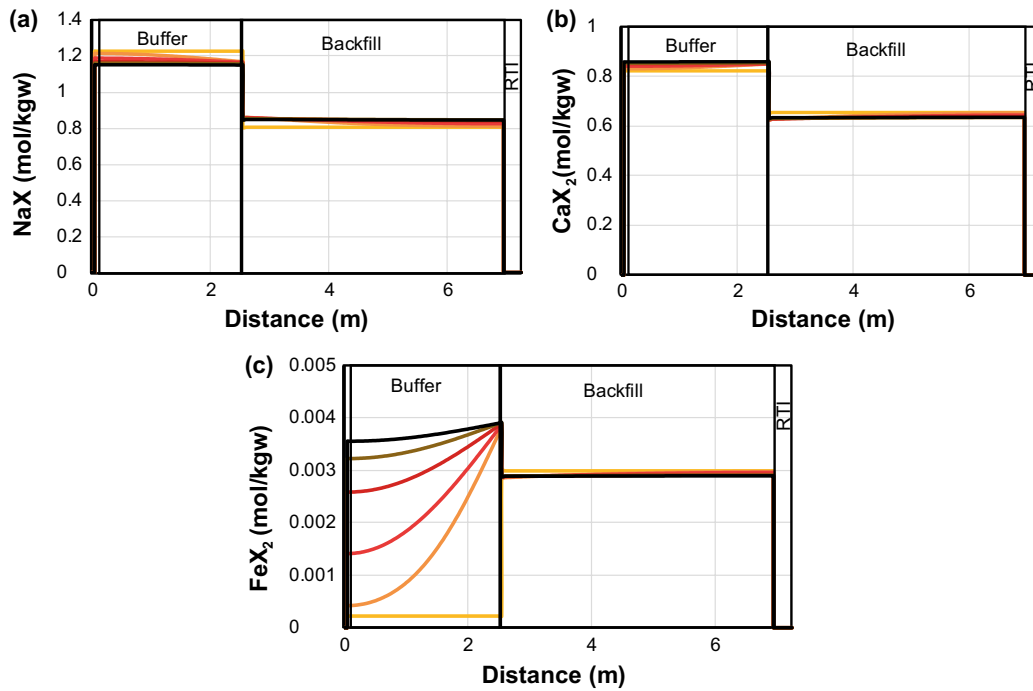 (a)
NaX (mol/kgw)
1.4
1.2
1.0
0.8
0.6
0.4
0.2
0
Buffer
Backfill
RTI
0
2
4
6
Distance (m)
(b)
CaX₂(mol/kgw)
1
0.8
0.6
0.4
0.2
0
Buffer
Backfill
RTI
0
2
4
6
Distance (m)
(c)
FeX₂ (mol/kgw)
0.005
0.004
0.003
0.002
0.001
0
Buffer
Backfill
RTI
0
2
4
6
Distance (m)